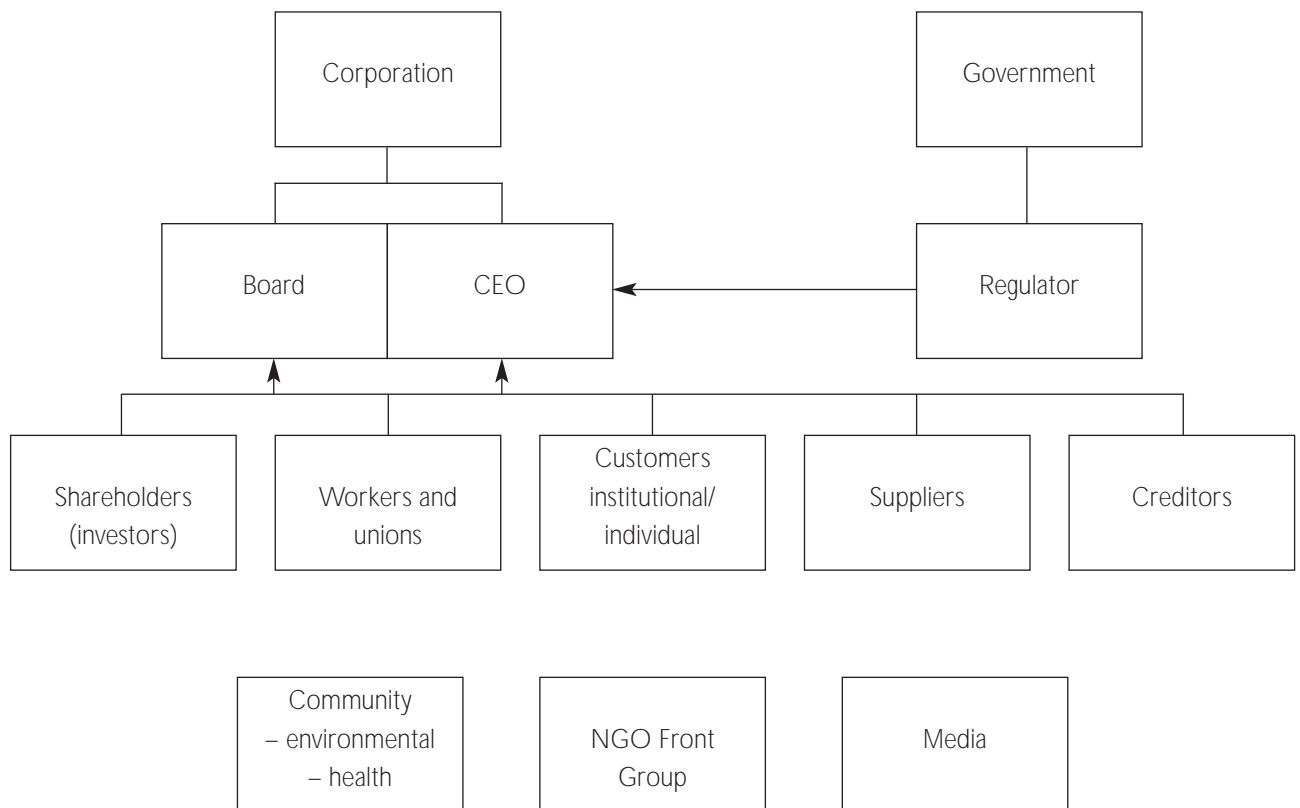 Corporation
Government
Board
CEO
Regulator
Shareholders
(investors)
Workers and
unions
Customers
institutional/
individual
Suppliers
Creditors
Community
– environmental
– health
NGO Front
Group
Media